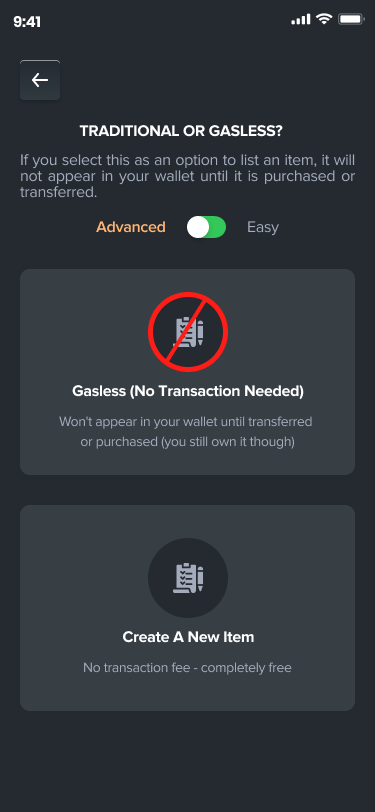 9:41
TRADITIONAL OR GASLESS?
If you select this as an option to list an item, it will
not appear in your wallet until it is purchased or
transferred.
Advanced Easy
Gasless (No Transaction Needed)
Won't appear in your wallet until transferred
or purchased (you still own it though)
Create A New Item
No transaction fee - completely free